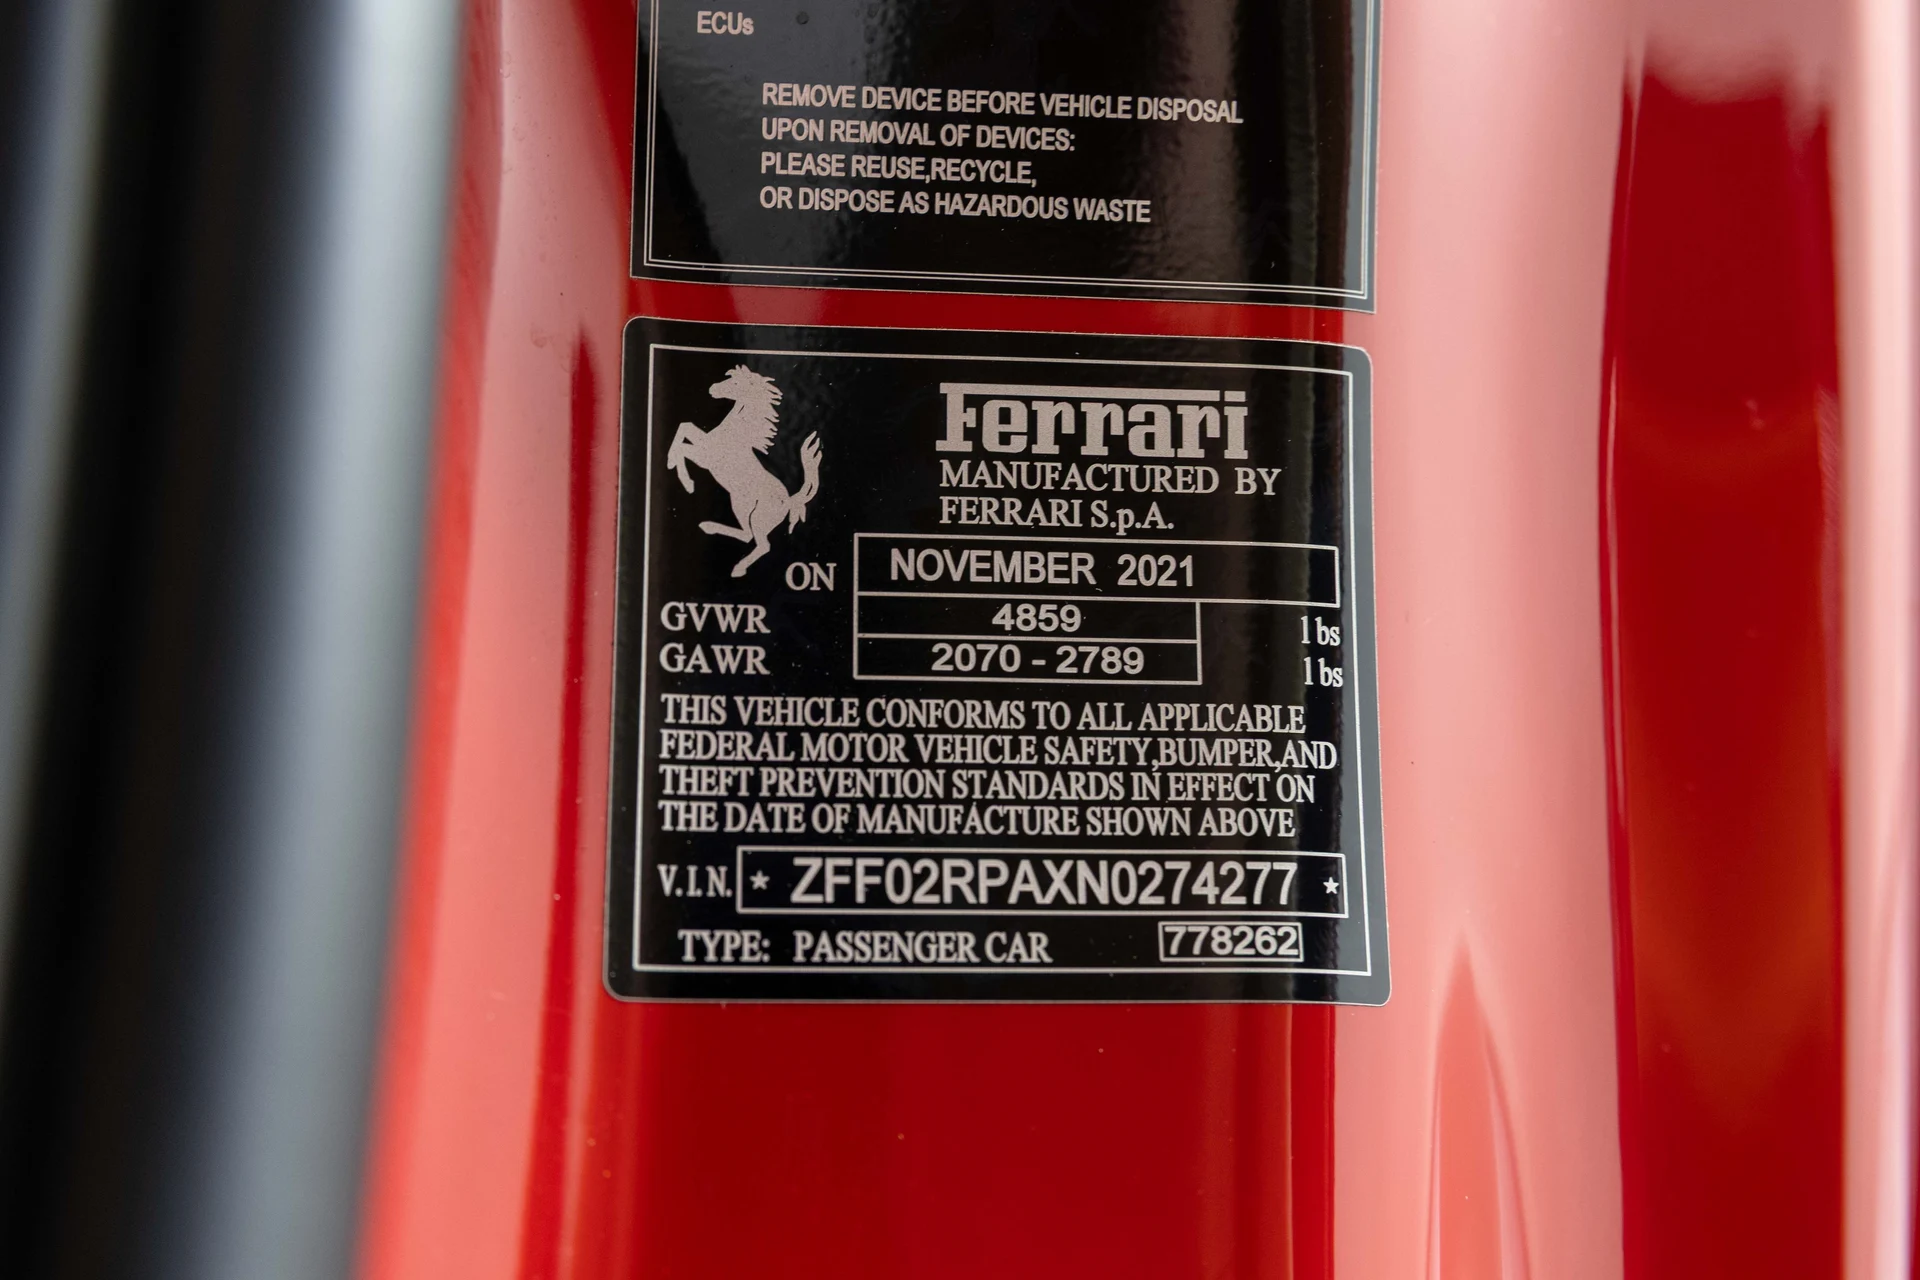 ECUs
REMOVE DEVICE BEFORE VEHICLE DISPOSAL
UPON REMOVAL OF DEVICES:
PLEASE REUSE,RECYCLE,
OR DISPOSE AS HAZARDOUS WASTE
Ferrari
MANUFACTURED BY
FERRARI S.p.A.
ON NOVEMBER 2021
GVWR 4859 lbs
GAWR 2070 - 2789 lbs
THIS VEHICLE CONFORMS TO ALL APPLICABLE
FEDERAL MOTOR VEHICLE SAFETY,BUMPER,AND
THEFT PREVENTION STANDARDS IN EFFECT ON
THE DATE OF MANUFACTURE SHOWN ABOVE
V.I.N. ★ ZFF02RPAXN0274277 ★
TYPE: PASSENGER CAR 778262